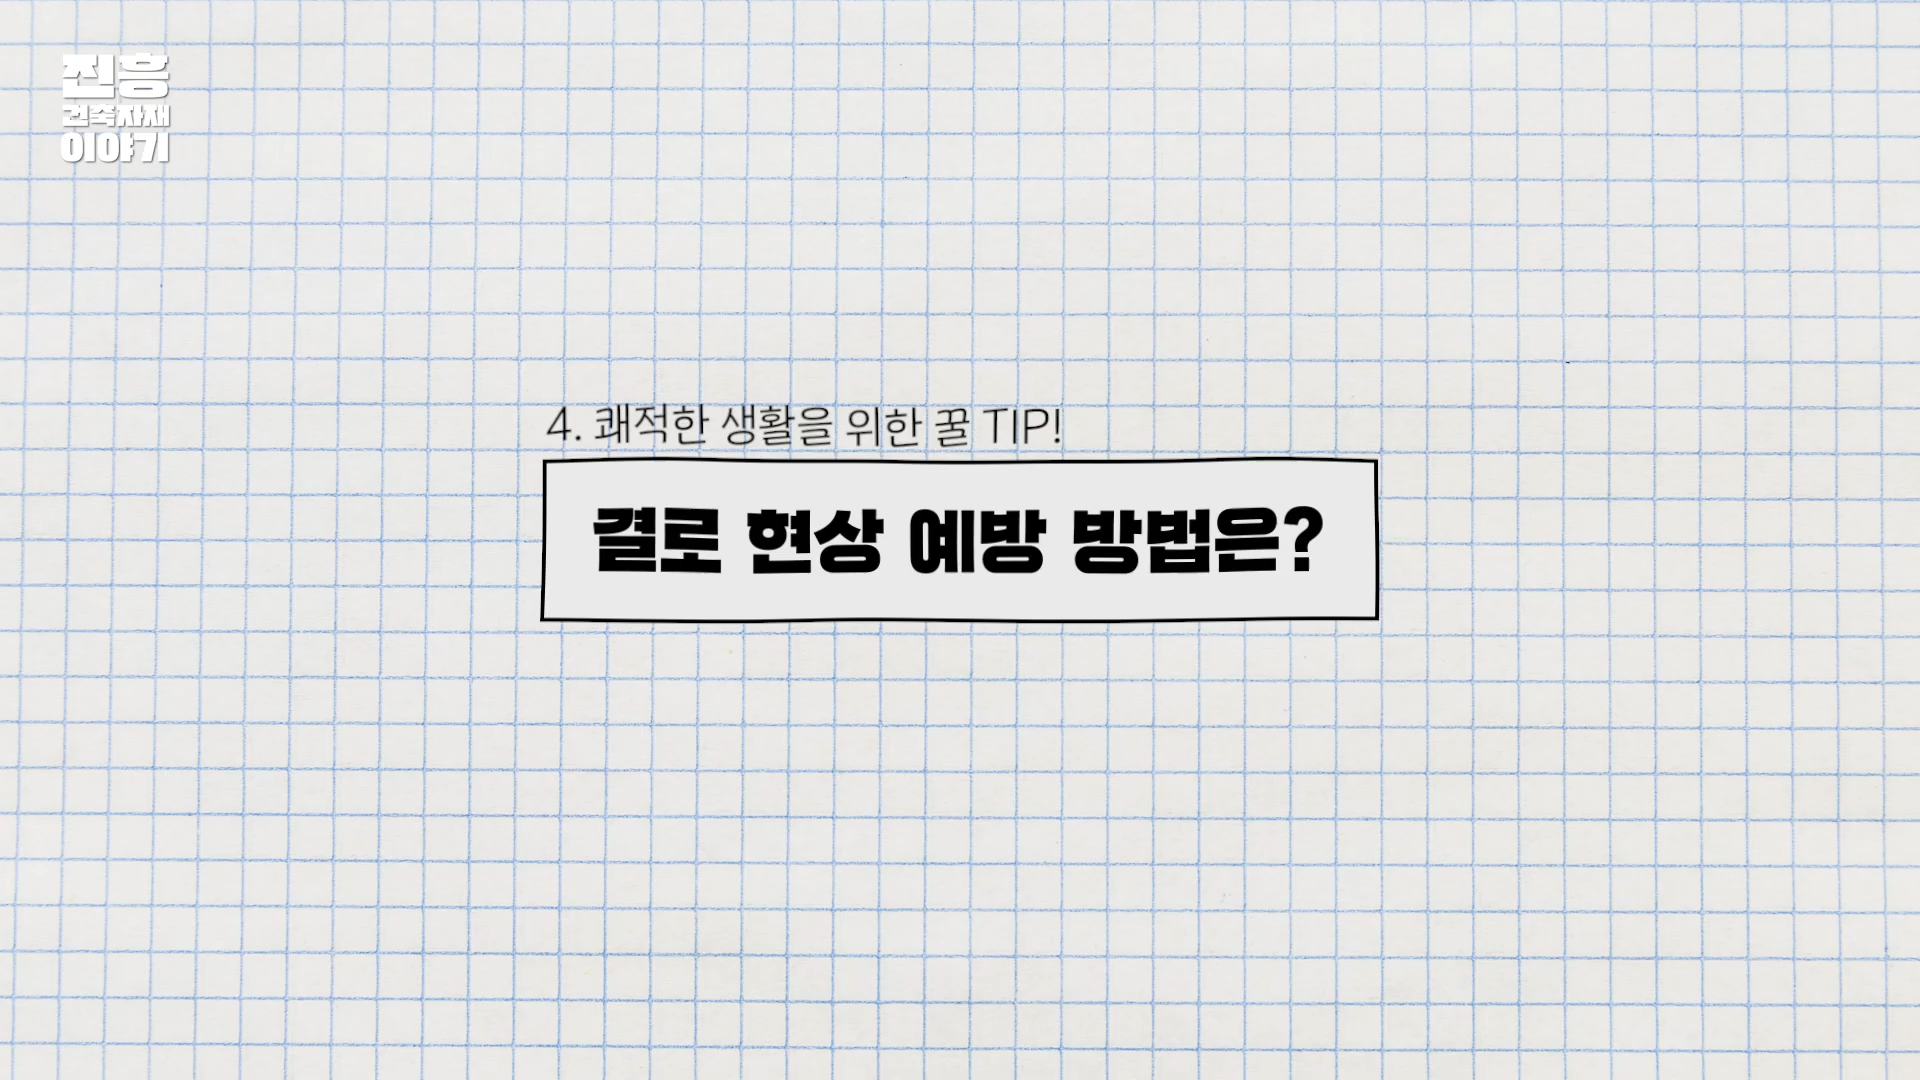 진흥
건축자재
이야기
4. 쾌적한 생활을 위한 꿀 TIP!
결로 현상 예방 방법은?